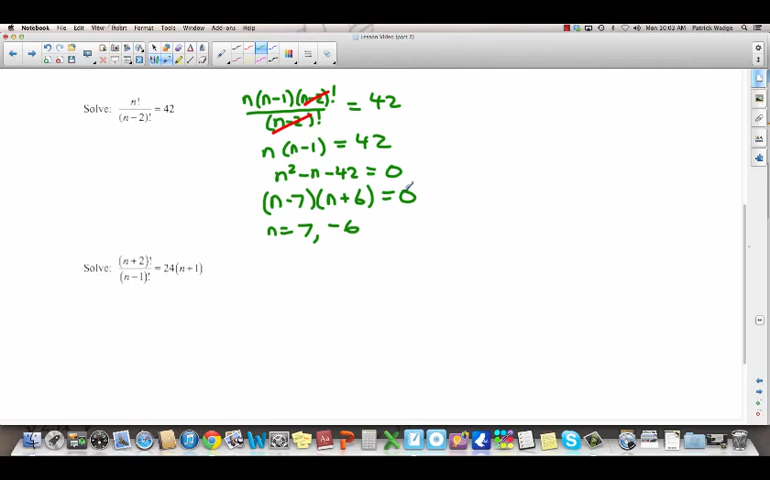 Notebook File Edit View Insert Format Tools Window Add-ons Help Mon 10:03 AM Patrick Wadge
Lesson Video (part 2)
Solve: n!/(n−2)! = 42
n(n-1)(n-2)!/(n-2)! = 42
n(n-1) = 42
n² - n - 42 = 0
(n-7)(n+6) = 0
n = 7, -6
Solve: (n+2)!/(n−1)! = 24(n+1)